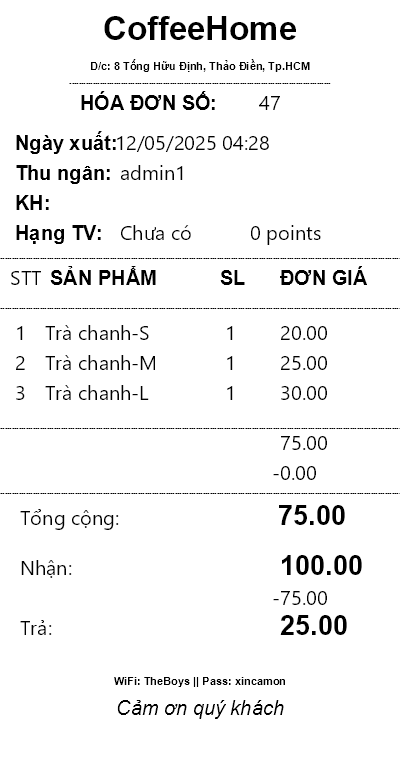 CoffeeHome
D/c: 8 Tống Hữu Định, Thảo Điền, Tp.HCM
HÓA ĐƠN SỐ: 47
Ngày xuất:12/05/2025 04:28
Thu ngân: admin1
KH:
Hạng TV: Chưa có 0 points
STT SẢN PHẨM SL ĐƠN GIÁ
1 Trà chanh-S 1 20.00
2 Trà chanh-M 1 25.00
3 Trà chanh-L 1 30.00
75.00
-0.00
Tổng cộng: 75.00
Nhận: 100.00
-75.00
Trả: 25.00
WiFi: TheBoys || Pass: xincamon
Cảm ơn quý khách